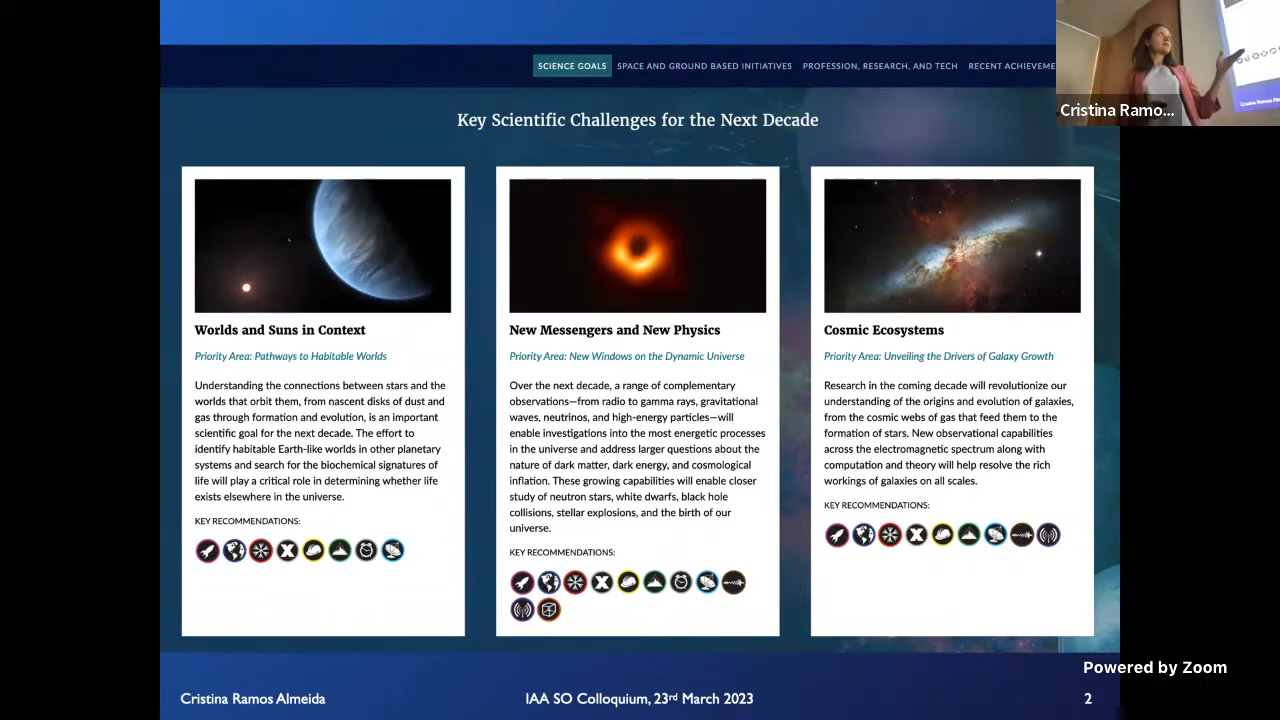 SCIENCE GOALS SPACE AND GROUND BASED INITIATIVES PROFESSION, RESEARCH, AND TECH RECENT ACHIEVEME
Cristina Ramo...
Key Scientific Challenges for the Next Decade
Worlds and Suns in Context
Priority Area: Pathways to Habitable Worlds
Understanding the connections between stars and the
worlds that orbit them, from nascent disks of dust and
gas through formation and evolution, is an important
scientific goal for the next decade. The effort to
identify habitable Earth-like worlds in other planetary
systems and search for the biochemical signatures of
life will play a critical role in determining whether life
exists elsewhere in the universe.
KEY RECOMMENDATIONS:
New Messengers and New Physics
Priority Area: New Windows on the Dynamic Universe
Over the next decade, a range of complementary
observations—from radio to gamma rays, gravitational
waves, neutrinos, and high-energy particles—will
enable investigations into the most energetic processes
in the universe and address larger questions about the
nature of dark matter, dark energy, and cosmological
inflation. These growing capabilities will enable closer
study of neutron stars, white dwarfs, black hole
collisions, stellar explosions, and the birth of our
universe.
KEY RECOMMENDATIONS:
Cosmic Ecosystems
Priority Area: Unveiling the Drivers of Galaxy Growth
Research in the coming decade will revolutionize our
understanding of the origins and evolution of galaxies,
from the cosmic webs of gas that feed them to the
formation of stars. New observational capabilities
across the electromagnetic spectrum along with
computation and theory will help resolve the rich
workings of galaxies on all scales.
KEY RECOMMENDATIONS:
Powered by Zoom
Cristina Ramos Almeida IAA SO Colloquium, 23rd March 2023 2